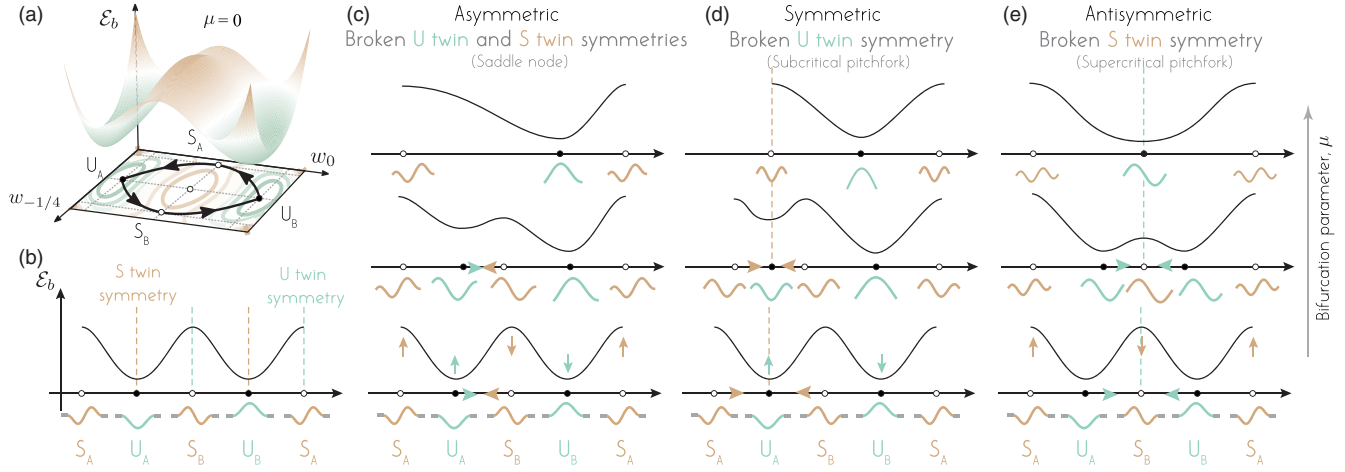 (a)
ℰ_b
μ=0
S_A
U_A
w_0
w_{-1/4}
S_B
U_B
(b)
ℰ_b
S twin
symmetry
U twin
symmetry
S_A
U_A
S_B
U_B
S_A
(c)
Asymmetric
Broken U twin and S twin symmetries
(Saddle node)
S_A
U_A
S_B
U_B
S_A
(d)
Symmetric
Broken U twin symmetry
(Subcritical pitchfork)
S_A
U_A
S_B
U_B
S_A
(e)
Antisymmetric
Broken S twin symmetry
(Supercritical pitchfork)
S_A
U_A
S_B
U_B
S_A
Bifurcation parameter, μ